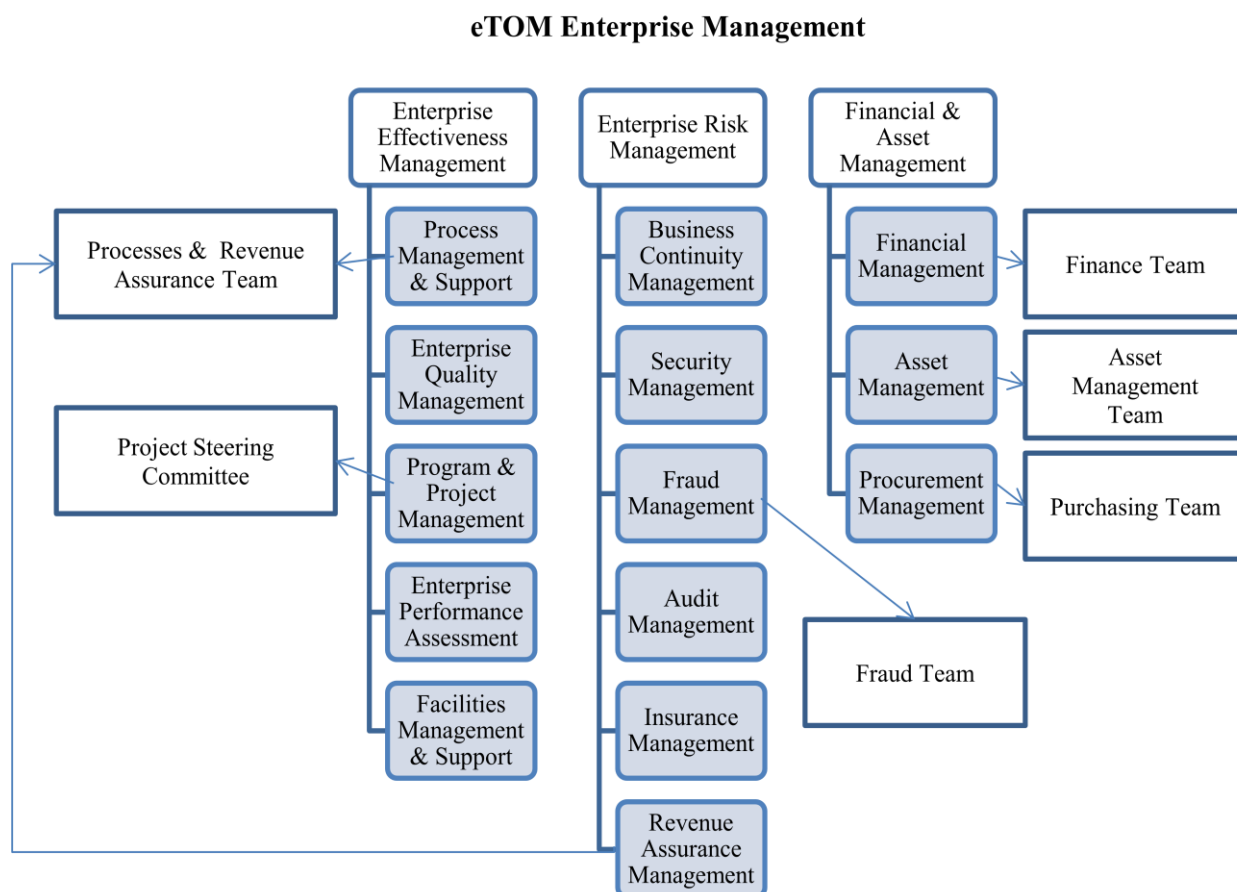 eTOM Enterprise Management
Enterprise
Effectiveness
Management
Enterprise Risk
Management
Financial &
Asset
Management
Processes &  Revenue
Assurance Team
Process
Management
& Support
Business
Continuity
Management
Financial
Management
Finance Team
Enterprise
Quality
Management
Security
Management
Asset
Management
Asset
Management
Team
Project Steering
Committee
Program &
Project
Management
Fraud
Management
Procurement
Management
Purchasing Team
Enterprise
Performance
Assessment
Audit
Management
Fraud Team
Facilities
Management
& Support
Insurance
Management
Revenue
Assurance
Management